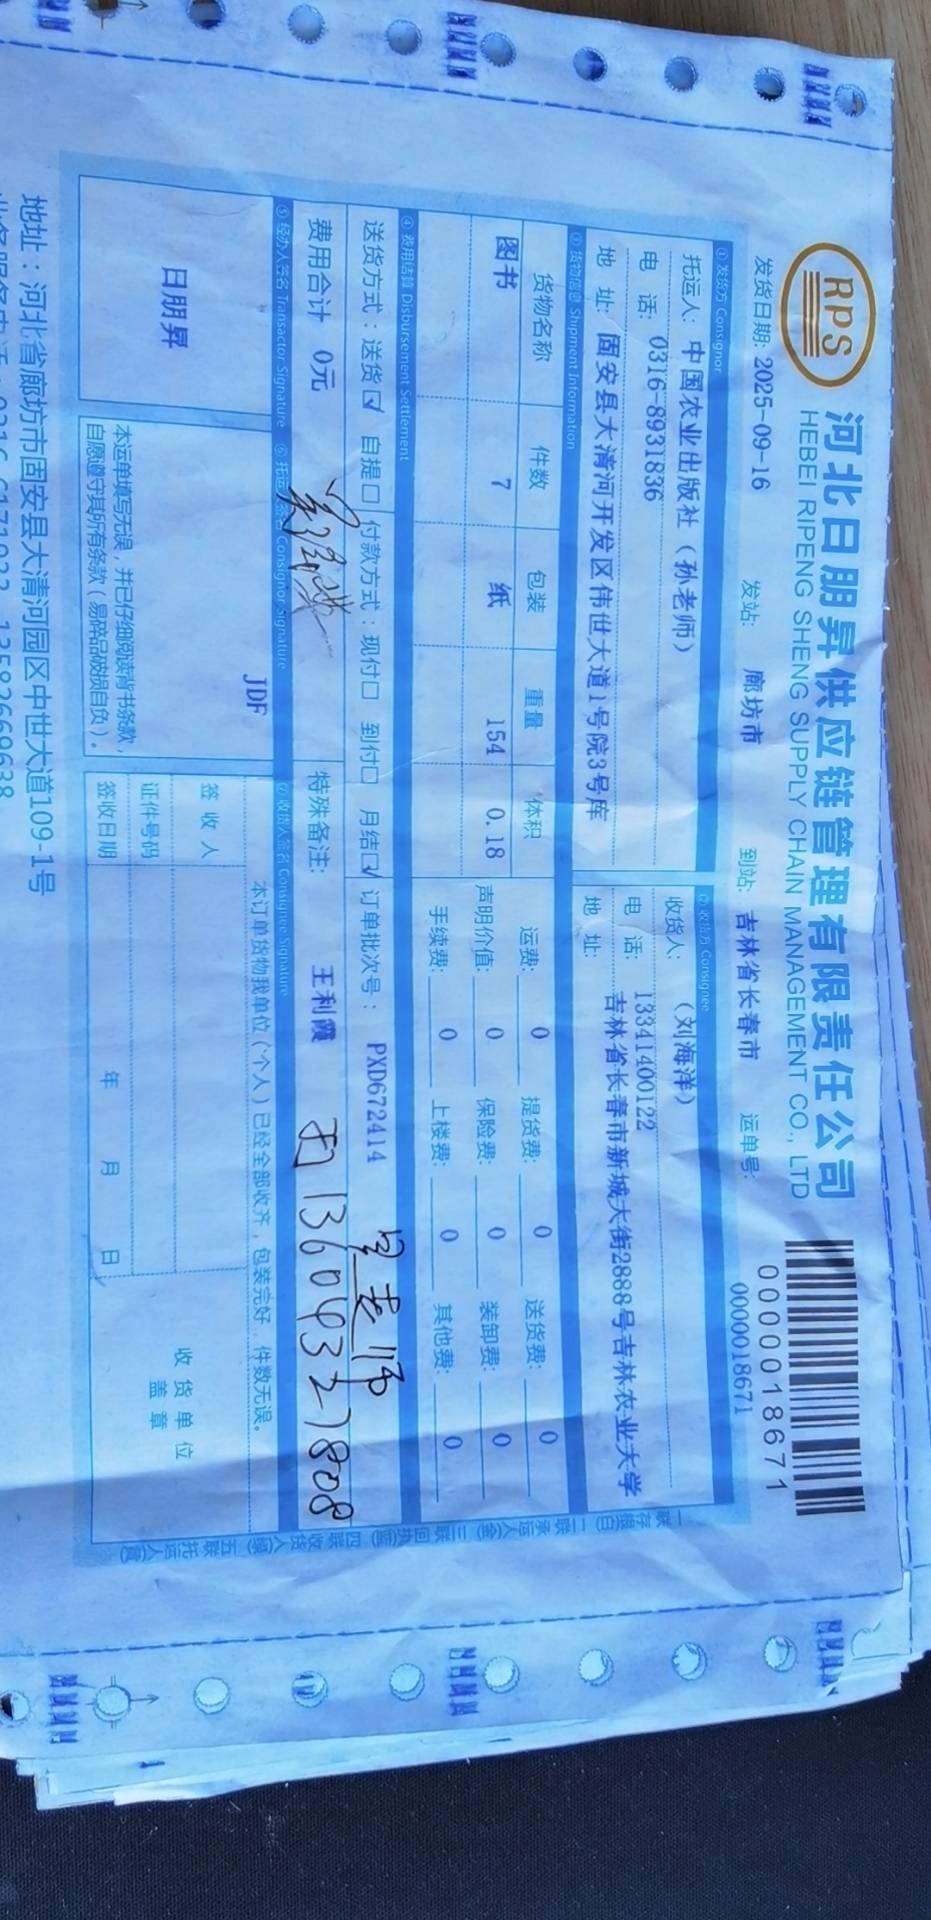 RPS
河北日朋昇供应链管理有限责任公司
HEBEI RIPENG SHENG SUPPLY CHAIN MANAGEMENT CO., LTD
0000018671
发货日期: 2025-09-16 发站: 廊坊市 到站: 吉林省长春市 运单号: 0000018671
① 发货方 Consignor ② 收货方 Consignee
托运人: 中国农业出版社 (孙老师) 收货人: (刘海洋)
电 话: 0316-8931836 电 话: 13341400122
地 址: 固安县大清河开发区伟世大道1号院3号库 地 址: 吉林省长春市新城大街2888号吉林农业大学
③ 货物信息 Shipment Information
货物名称 件数 包装 重量 体积 运费: 0 提货费: 0 送货费: 0
图书 7 纸 154 0.18 声明价值: 0 保险费: 0 装卸费: 0
手续费: 0 上楼费: 0 其他费: 0
④ 费用结算 Disbursement Settlement
送货方式：送货☑ 自提□ 付款方式：现付□ 到付□ 月结☑ 订单批次号： PXD672414
费用合计 0元 特殊备注: 王利霞
老师
13604327808
⑤ 经办人签名 Transactor Signature ⑥ 托运人签名 Consignor Signature ⑦ 收货人签名 Consignee Signature
日朋昇 JDF
本运单填写无误，并已仔细阅读背书条款，
自愿遵守其所有条款（易碎品破损自负）。
本订单货物我单位(个人)已经全部收齐，包装完好，件数无误。
签 收 人
证件号码
签收日期 年 月 日
收货单位
盖 章
一联存根(白) 二联承运人(金) 三联回执(蓝) 四联收货人(绿) 五联托运人(黄)
地址：河北省廊坊市固安县大清河园区中世大道109-1号